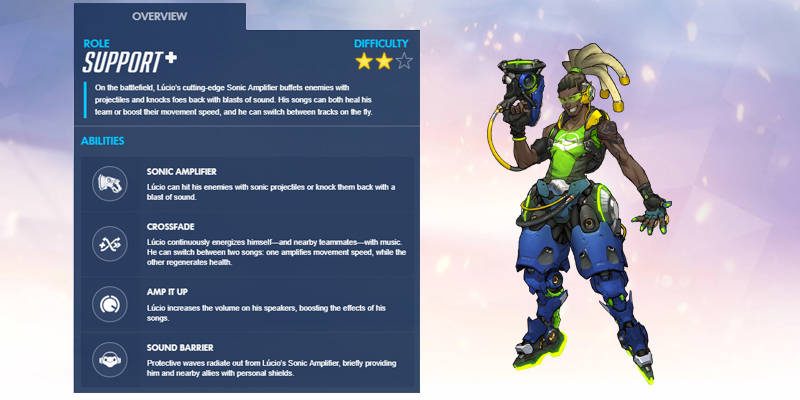 OVERVIEW
ROLE
SUPPORT+
DIFFICULTY
On the battlefield, Lúcio's cutting-edge Sonic Amplifier buffets enemies with
projectiles and knocks foes back with blasts of sound. His songs can both heal his
team or boost their movement speed, and he can switch between tracks on the fly.
ABILITIES
SONIC AMPLIFIER
Lúcio can hit his enemies with sonic projectiles or knock them back with a
blast of sound.
CROSSFADE
Lúcio continuously energizes himself—and nearby teammates—with music.
He can switch between two songs: one amplifies movement speed, while the
other regenerates health.
AMP IT UP
Lúcio increases the volume on his speakers, boosting the effects of his
songs.
SOUND BARRIER
Protective waves radiate out from Lúcio's Sonic Amplifier, briefly providing
him and nearby allies with personal shields.